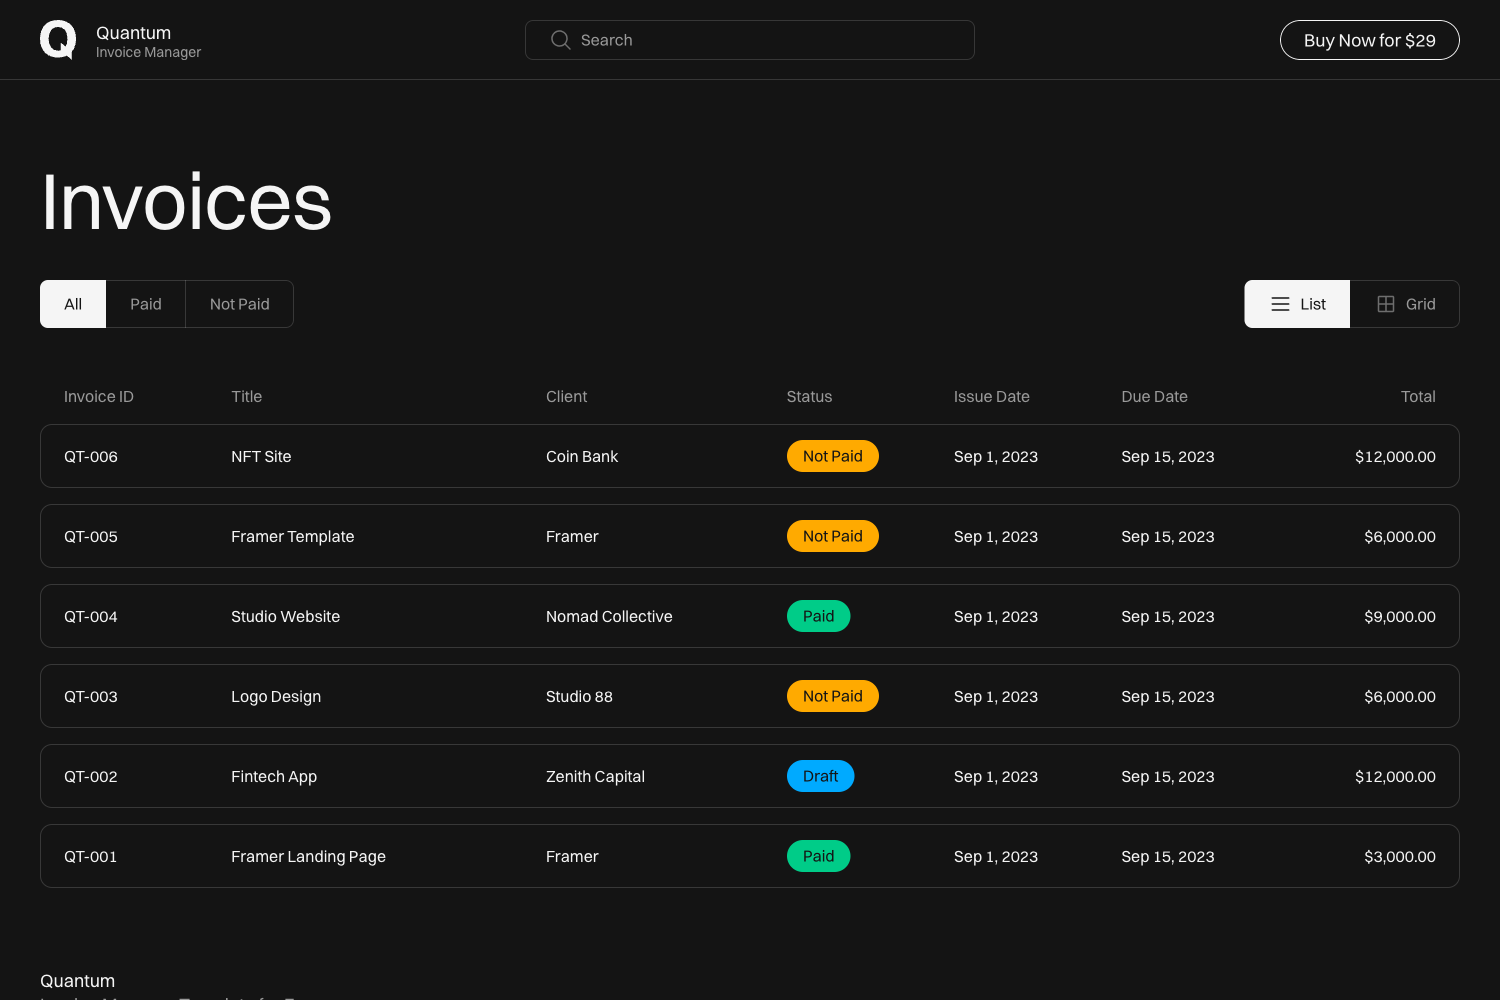 Quantum
Invoice Manager
Search
Buy Now for $29
Invoices
All Paid Not Paid
List Grid
Invoice ID Title Client Status Issue Date Due Date Total
QT-006 NFT Site Coin Bank Not Paid Sep 1, 2023 Sep 15, 2023 $12,000.00
QT-005 Framer Template Framer Not Paid Sep 1, 2023 Sep 15, 2023 $6,000.00
QT-004 Studio Website Nomad Collective Paid Sep 1, 2023 Sep 15, 2023 $9,000.00
QT-003 Logo Design Studio 88 Not Paid Sep 1, 2023 Sep 15, 2023 $6,000.00
QT-002 Fintech App Zenith Capital Draft Sep 1, 2023 Sep 15, 2023 $12,000.00
QT-001 Framer Landing Page Framer Paid Sep 1, 2023 Sep 15, 2023 $3,000.00
Quantum